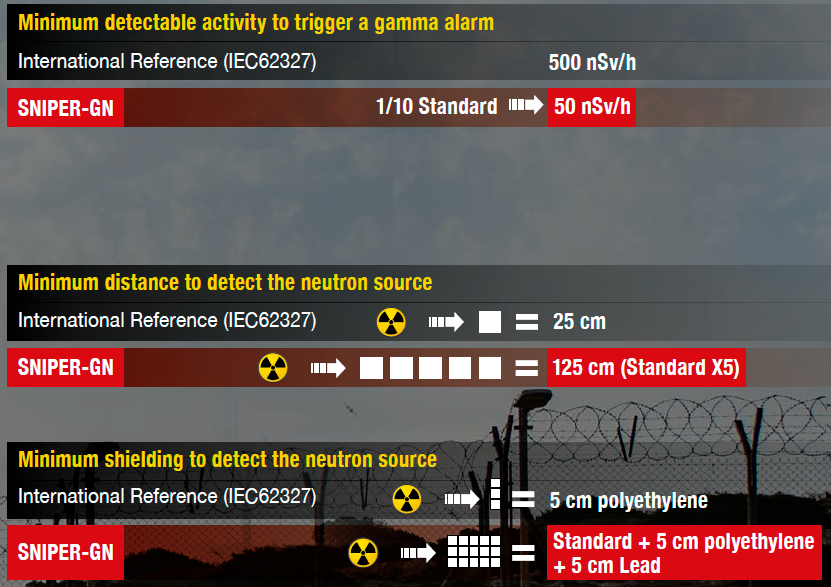 Minimum detectable activity to trigger a gamma alarm
International Reference (IEC62327) 500 nSv/h
SNIPER-GN 1/10 Standard 50 nSv/h
Minimum distance to detect the neutron source
International Reference (IEC62327) = 25 cm
SNIPER-GN = 125 cm (Standard X5)
Minimum shielding to detect the neutron source
International Reference (IEC62327) = 5 cm polyethylene
SNIPER-GN = Standard + 5 cm polyethylene
+ 5 cm Lead